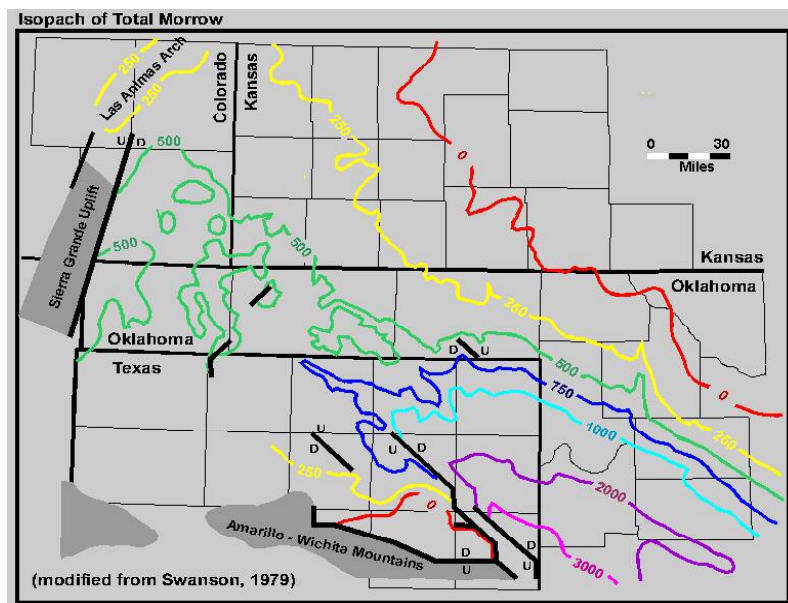 Isopach of Total Morrow
250
Las Animas Arch
250
Colorado
Kansas
250
0
0 30
Miles
U D
500
Sierra Grande Uplift
500
500
0
Kansas
Oklahoma
250
Oklahoma
Texas
D U
500
750
1000
0
250
U
D
U D
250
2000
0
Amarillo - Wichita Mountains
D
U
D
U
3000
(modified from Swanson, 1979)